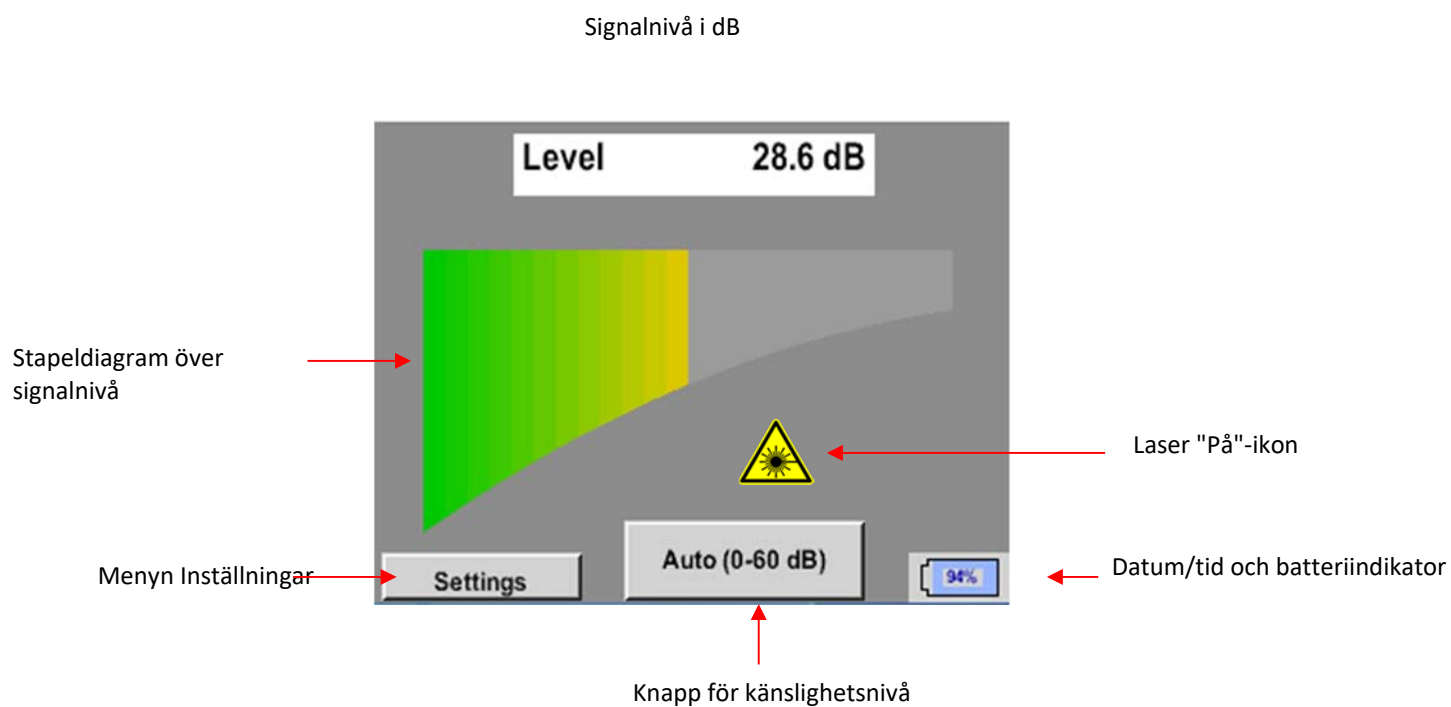 Signalnivå i dB
Level 28.6 dB
Stapeldiagram över
signalnivå
Laser "På"-ikon
Menyn Inställningar
Settings
Auto (0-60 dB)
94%
Datum/tid och batteriindikator
Knapp för känslighetsnivå